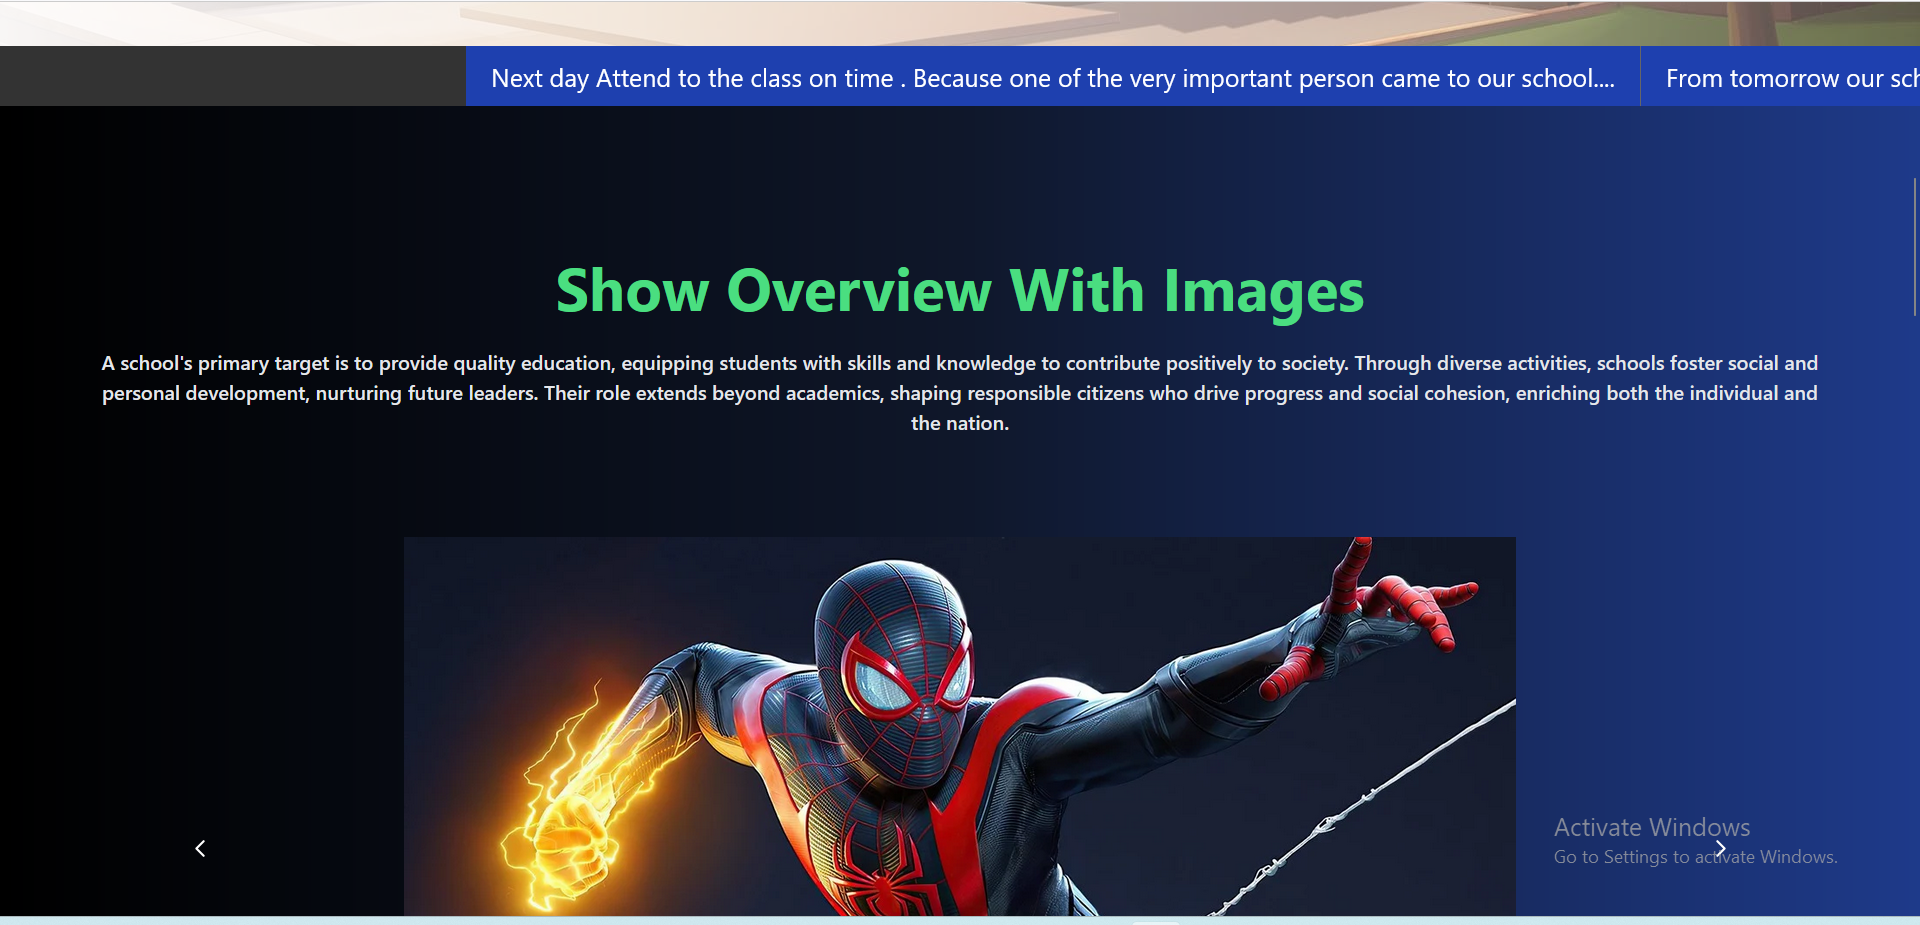 Next day Attend to the class on time . Because one of the very important person came to our school....
From tomorrow our sch
Show Overview With Images
A school's primary target is to provide quality education, equipping students with skills and knowledge to contribute positively to society. Through diverse activities, schools foster social and
personal development, nurturing future leaders. Their role extends beyond academics, shaping responsible citizens who drive progress and social cohesion, enriching both the individual and
the nation.
Activate Windows
Go to Settings to activate Windows.